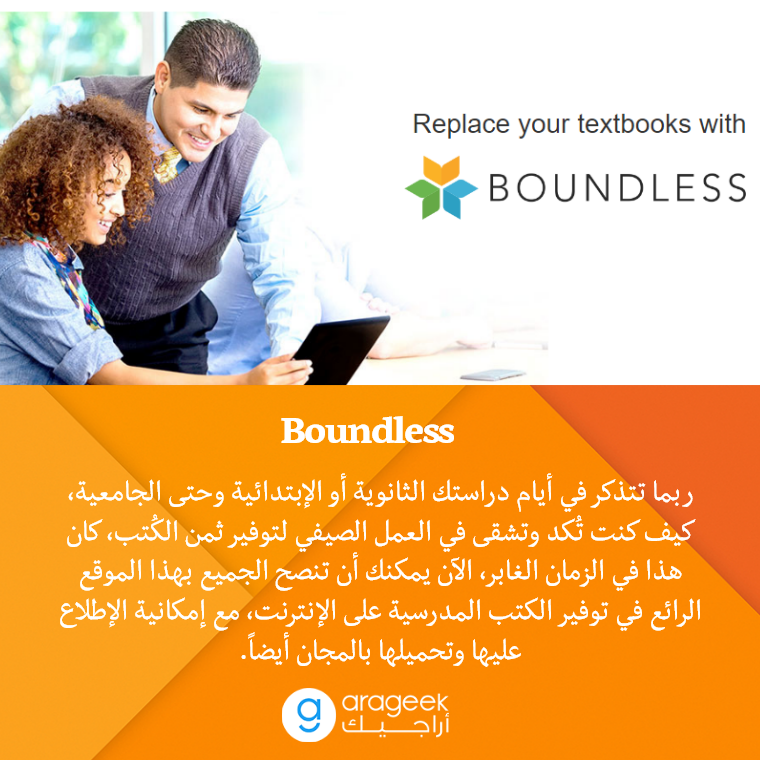 Replace your textbooks with
BOUNDLESS
Boundless
ربما تتذكر في أيام دراستك الثانوية أو الإبتدائية وحتى الجامعية،
كيف كنت تُكد وتشقى في العمل الصيفي لتوفير ثمن الكُتب، كان
هذا في الزمان الغابر، الآن يمكنك أن تنصح الجميع بهذا الموقع
الرائع في توفير الكتب المدرسية على الإنترنت، مع إمكانية الإطلاع
عليها وتحميلها بالمجان أيضاً.
arageek
أراجـــيـــك